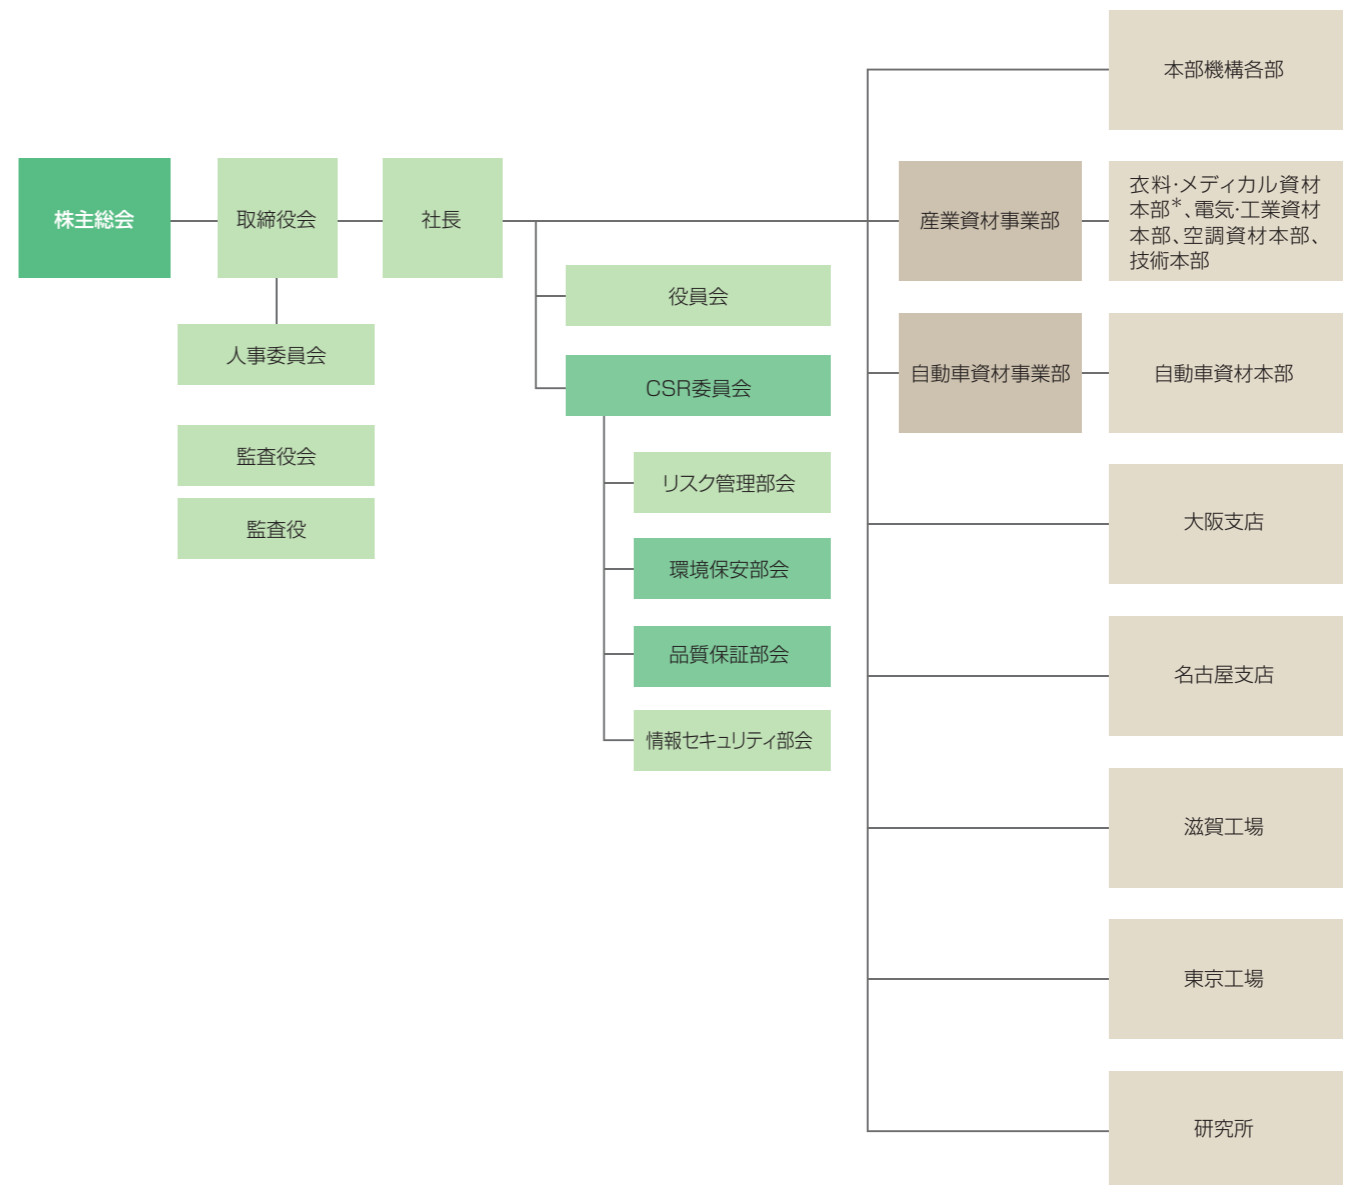 株主総会
取締役会
社長
人事委員会
監査役会
監査役
役員会
CSR委員会
リスク管理部会
環境保安部会
品質保証部会
情報セキュリティ部会
本部機構各部
産業資材事業部
衣料・メディカル資材
本部*、電気・工業資材
本部、空調資材本部、
技術本部
自動車資材事業部
自動車資材本部
大阪支店
名古屋支店
滋賀工場
東京工場
研究所